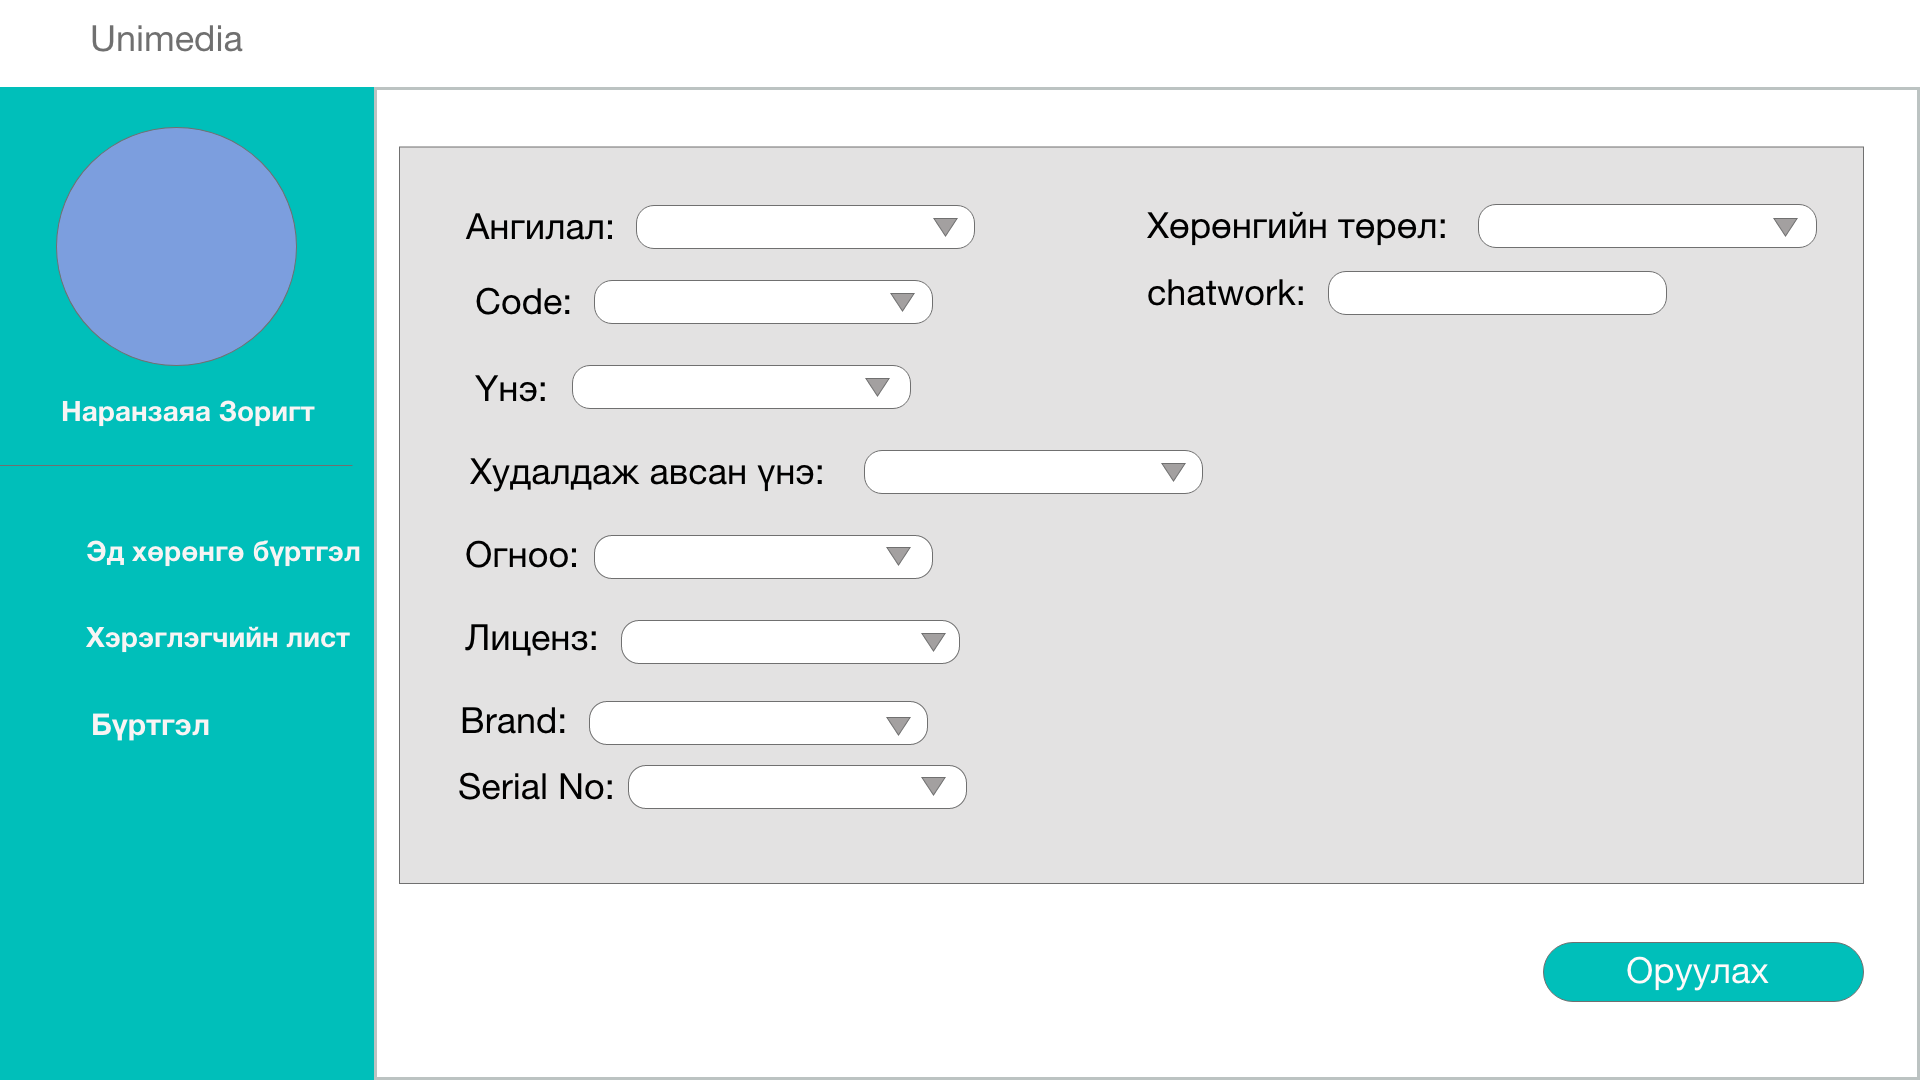 Unimedia
Наранзаяа Зоригт
Эд хөрөнгө бүртгэл
Хэрэглэгчийн лист
Бүртгэл
Ангилал:
Хөрөнгийн төрөл:
Code:
chatwork:
Үнэ:
Худалдаж авсан үнэ:
Огноо:
Лиценз:
Brand:
Serial No:
Оруулах